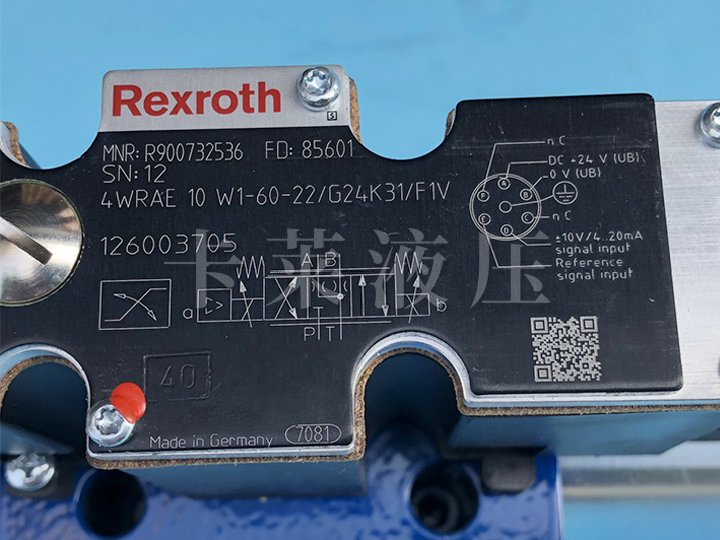 Rexroth
MNR: R900732536 FD: 85601
SN: 12
4WRAE 10 W1-60-22/G24K31/F1V
126003705
卡莱液压
A B
a
b
P T
40
Made in Germany
7081
n C
DC +24 V (UB)
0 V (UB)
n C
±10V/4..20mA
signal input
Reference
signal input